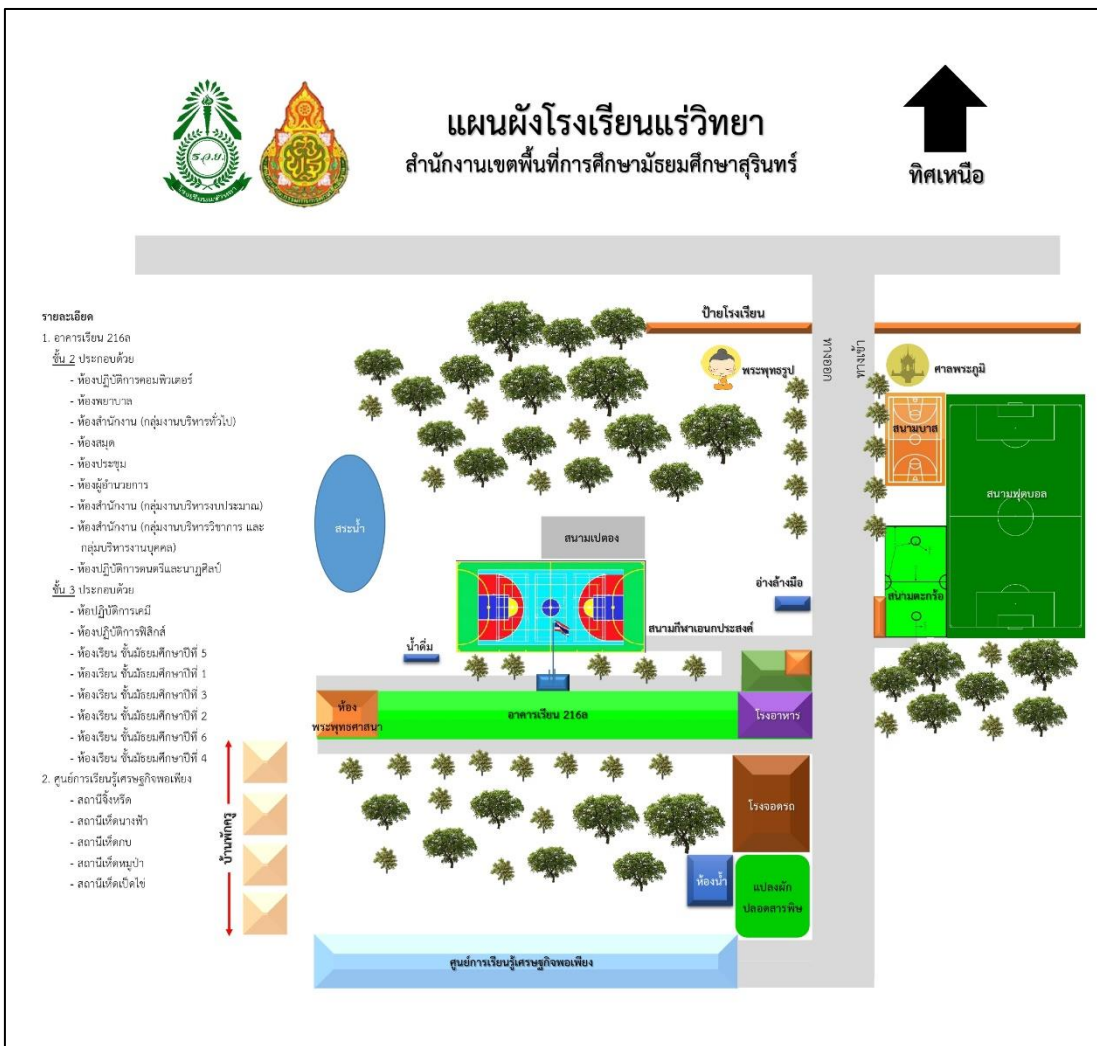 แผนผังโรงเรียนแร่วิทยา
สำนักงานเขตพื้นที่การศึกษามัธยมศึกษาสุรินทร์
ทิศเหนือ
ร.ว.ย.
รายละเอียด
1. อาคารเรียน 216ล
ชั้น 2 ประกอบด้วย
- ห้องปฏิบัติการคอมพิวเตอร์
- ห้องพยาบาล
- ห้องสำนักงาน (กลุ่มงานบริหารทั่วไป)
- ห้องสมุด
- ห้องประชุม
- ห้องผู้อำนวยการ
- ห้องสำนักงาน (กลุ่มงานบริหารงบประมาณ)
- ห้องสำนักงาน (กลุ่มงานบริหารวิชาการ และ
กลุ่มบริหารงานบุคคล)
- ห้องปฏิบัติการดนตรีและนาฏศิลป์
ชั้น 3 ประกอบด้วย
- ห้อปฏิบัติการเคมี
- ห้องปฏิบัติการฟิสิกส์
- ห้องเรียน ชั้นมัธยมศึกษาปีที่ 5
- ห้องเรียน ชั้นมัธยมศึกษาปีที่ 1
- ห้องเรียน ชั้นมัธยมศึกษาปีที่ 3
- ห้องเรียน ชั้นมัธยมศึกษาปีที่ 2
- ห้องเรียน ชั้นมัธยมศึกษาปีที่ 6
- ห้องเรียน ชั้นมัธยมศึกษาปีที่ 4
2. ศูนย์การเรียนรู้เศรษฐกิจพอเพียง
- สถานีจิ้งหรีด
- สถานีเห็ดนางฟ้า
- สถานีเห็ดกบ
- สถานีเห็ดหมูป่า
- สถานีเห็ดเป็ดไข่
ป้ายโรงเรียน
พระพุทธรูป
ทางออก
ทางเข้า
ศาลพระภูมิ
สนามบาส
สนามฟุตบอล
สระน้ำ
สนามเปตอง
อ่างล้างมือ
สนามตะกร้อ
สนามกีฬาเอนกประสงค์
น้ำดื่ม
ห้อง
พระพุทธศาสนา
อาคารเรียน 216ล
โรงอาหาร
บ้านพักครู
โรงจอดรถ
ห้องน้ำ
แปลงผัก
ปลอดสารพิษ
ศูนย์การเรียนรู้เศรษฐกิจพอเพียง